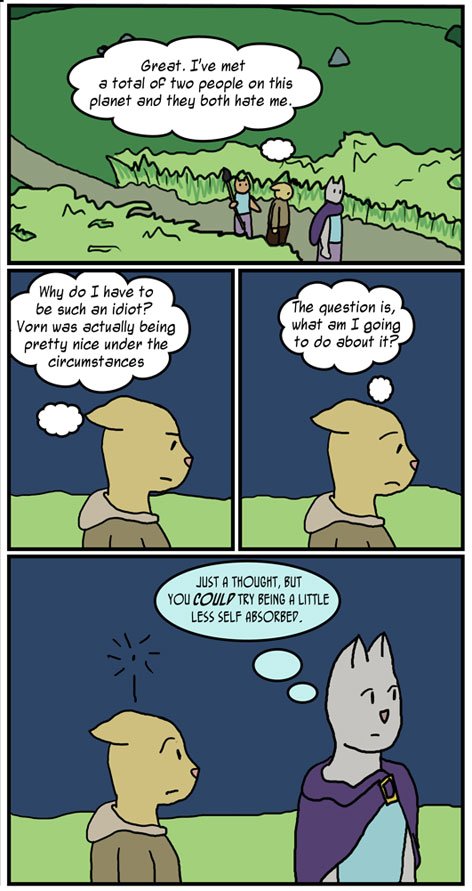 Great. I've met
a total of two people on this
planet and they both hate me.
Why do I have to
be such an idiot?
Vorn was actually being
pretty nice under the
circumstances
The question is,
what am I going
to do about it?
JUST A THOUGHT, BUT
YOU COULD TRY BEING A LITTLE
LESS SELF ABSORBED.